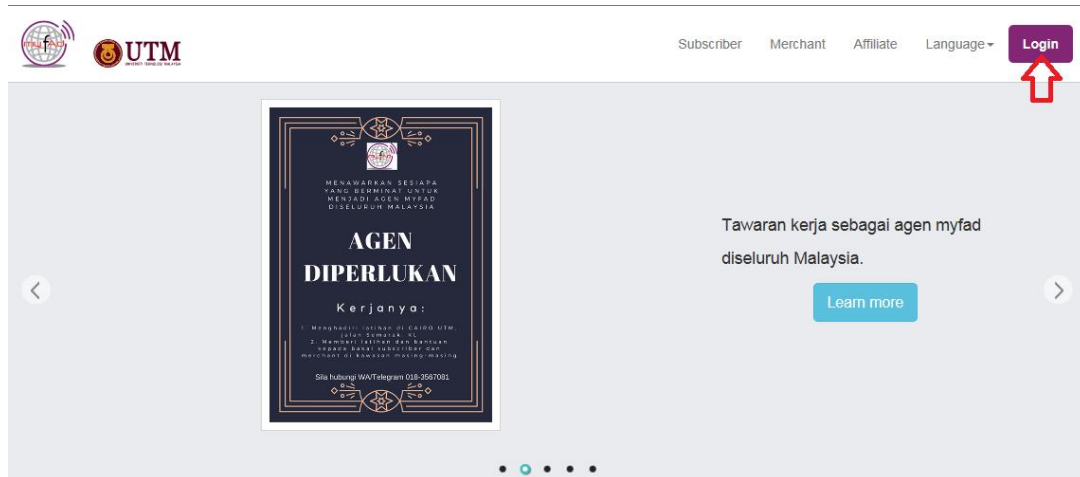 myfAd
UTM
UNIVERSITI TEKNOLOGI MALAYSIA
Subscriber
Merchant
Affiliate
Language
Login
MENAWARKAN SESIAPA
YANG BERMINAT UNTUK
MENJADI AGEN MYFAD
DISELURUH MALAYSIA
AGEN
DIPERLUKAN
Kerjanya:
1. Menghadiri latihan di CAIRO UTM,
jalan Semarak, KL
2. Memberi latihan dan bantuan
kepada bakal subscriber dan
merchant di kawasan masing-masing
Sila hubungi WA/Telegram 018-3567081
Tawaran kerja sebagai agen myfad
diseluruh Malaysia.
Learn more